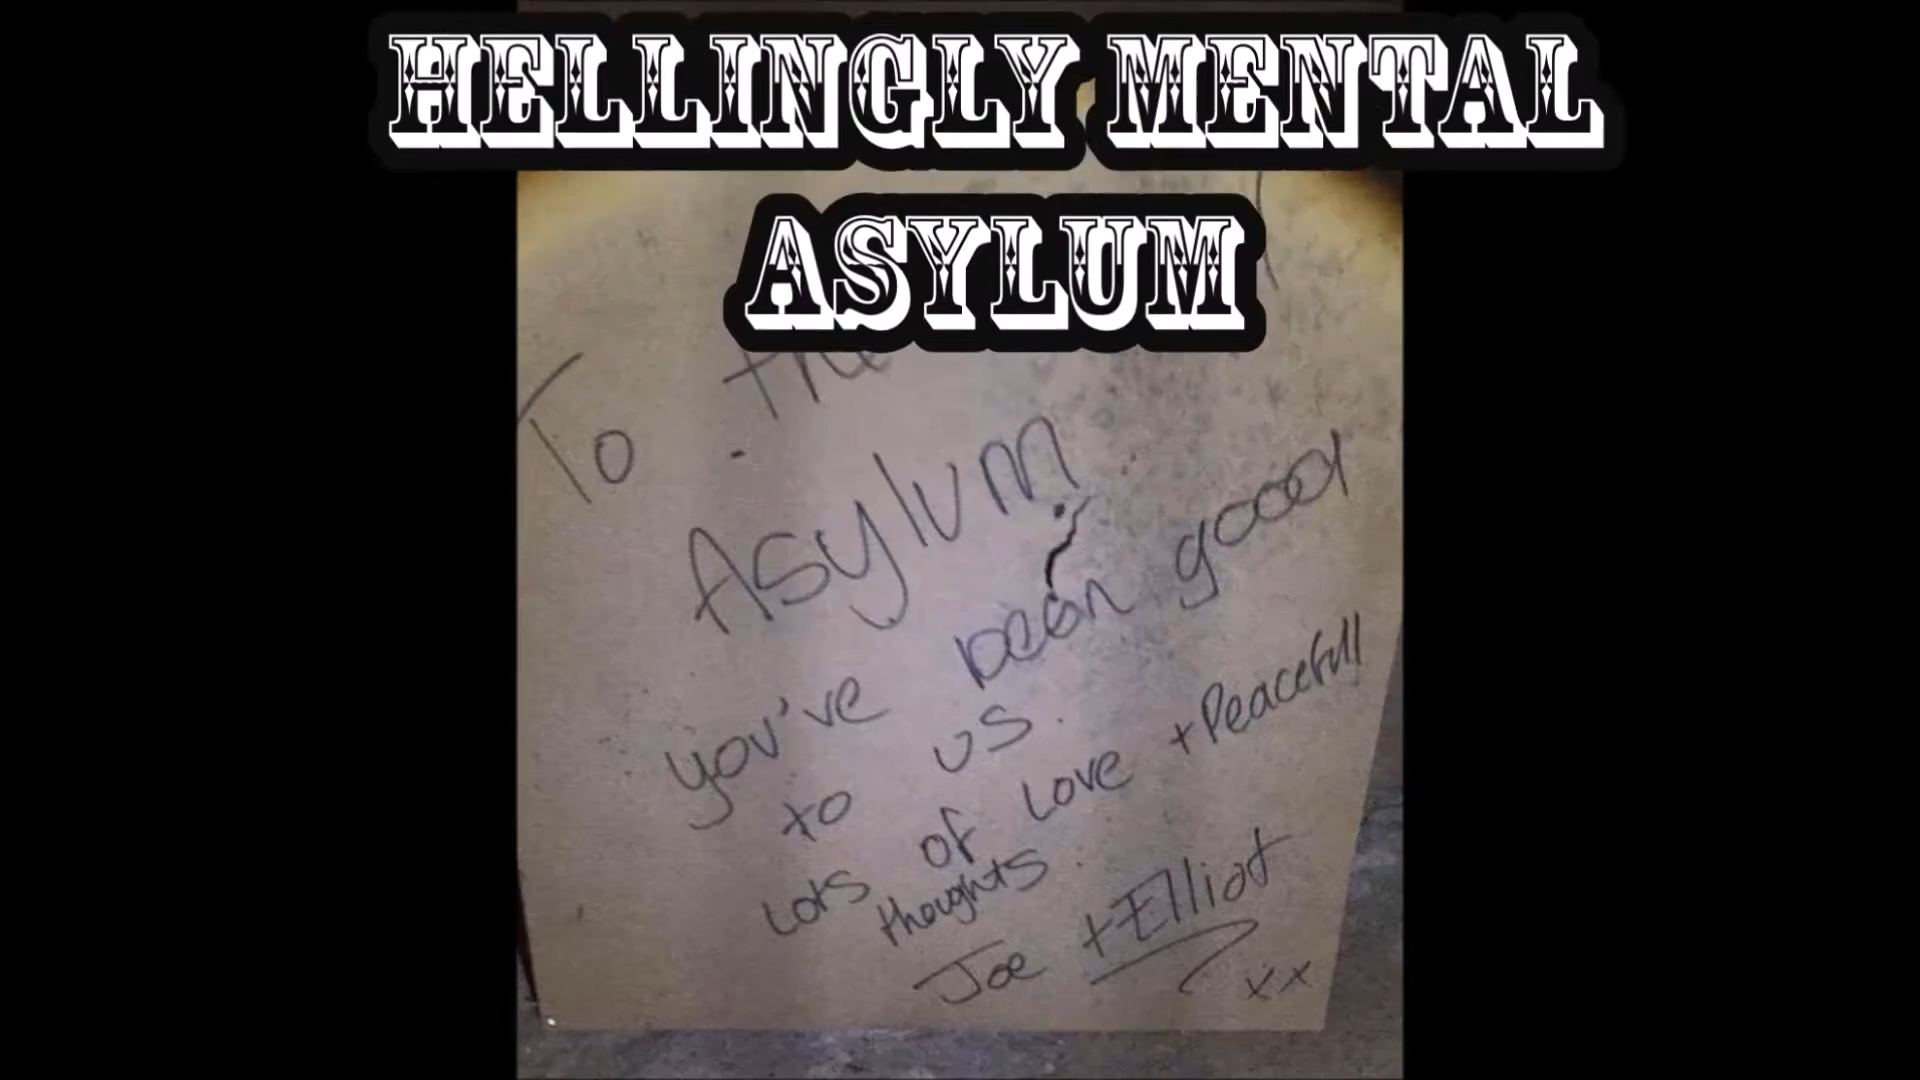 HELLINGLY MENTAL
ASYLUM
To the
Asylum
you've been good
to us.
Lots of Love + Peacefull
thoughts.
Joe + Elliot
xx